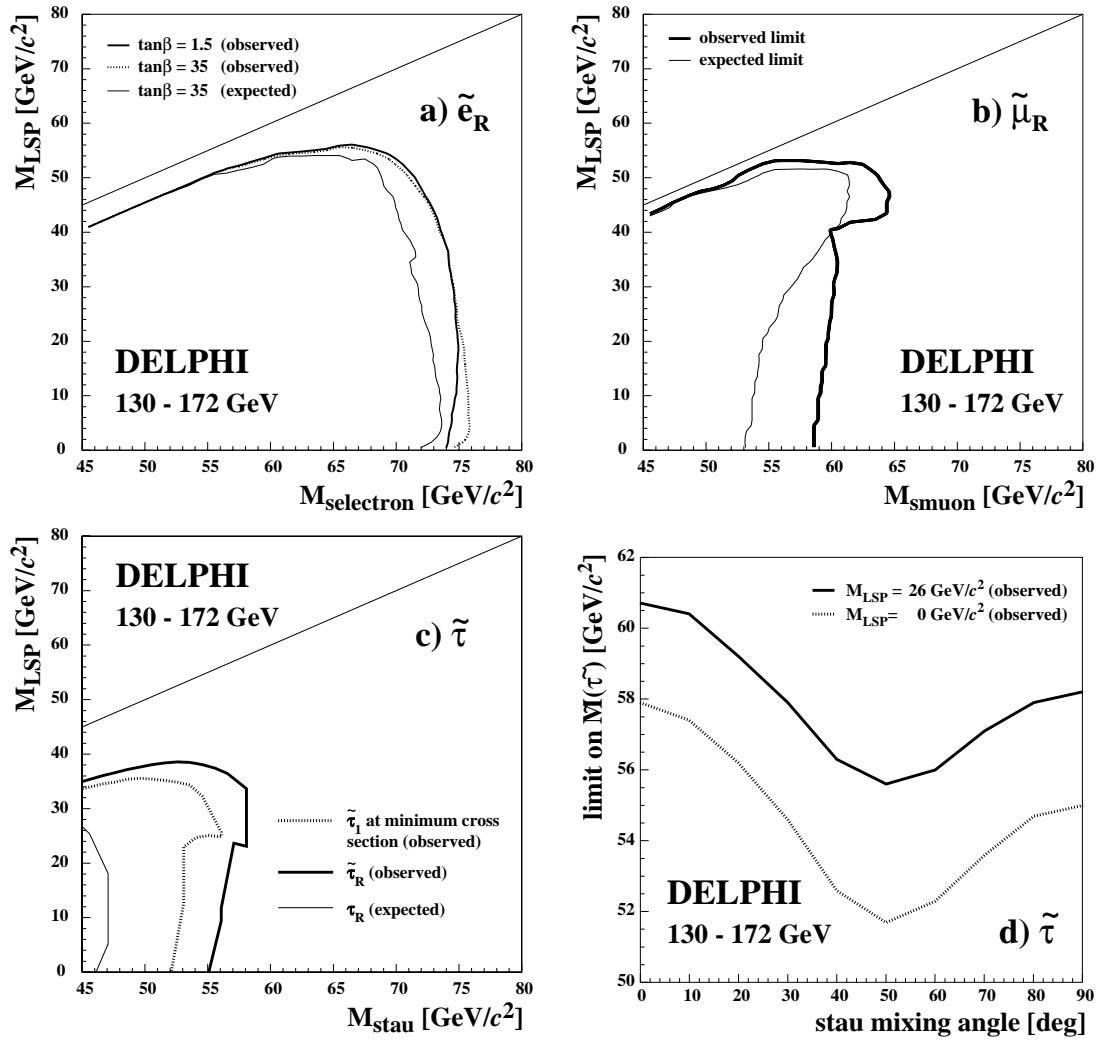 M_LSP [GeV/c²]
80
70
60
50
40
30
20
10
0
tanβ = 1.5 (observed)
tanβ = 35 (observed)
tanβ = 35 (expected)
a) ẽ_R
DELPHI
130 - 172 GeV
45 50 55 60 65 70 75 80
M_selectron [GeV/c²]
M_LSP [GeV/c²]
80
70
60
50
40
30
20
10
0
observed limit
expected limit
b) μ̃_R
DELPHI
130 - 172 GeV
45 50 55 60 65 70 75 80
M_smuon [GeV/c²]
M_LSP [GeV/c²]
80
70
60
50
40
30
20
10
0
DELPHI
130 - 172 GeV
c) τ̃
τ̃_1 at minimum cross
section (observed)
τ̃_R (observed)
τ_R (expected)
45 50 55 60 65 70 75 80
M_stau [GeV/c²]
limit on M(τ̃) [GeV/c²]
62
60
58
56
54
52
50
M_LSP = 26 GeV/c² (observed)
M_LSP= 0 GeV/c² (observed)
DELPHI
130 - 172 GeV
d) τ̃
0 10 20 30 40 50 60 70 80 90
stau mixing angle [deg]